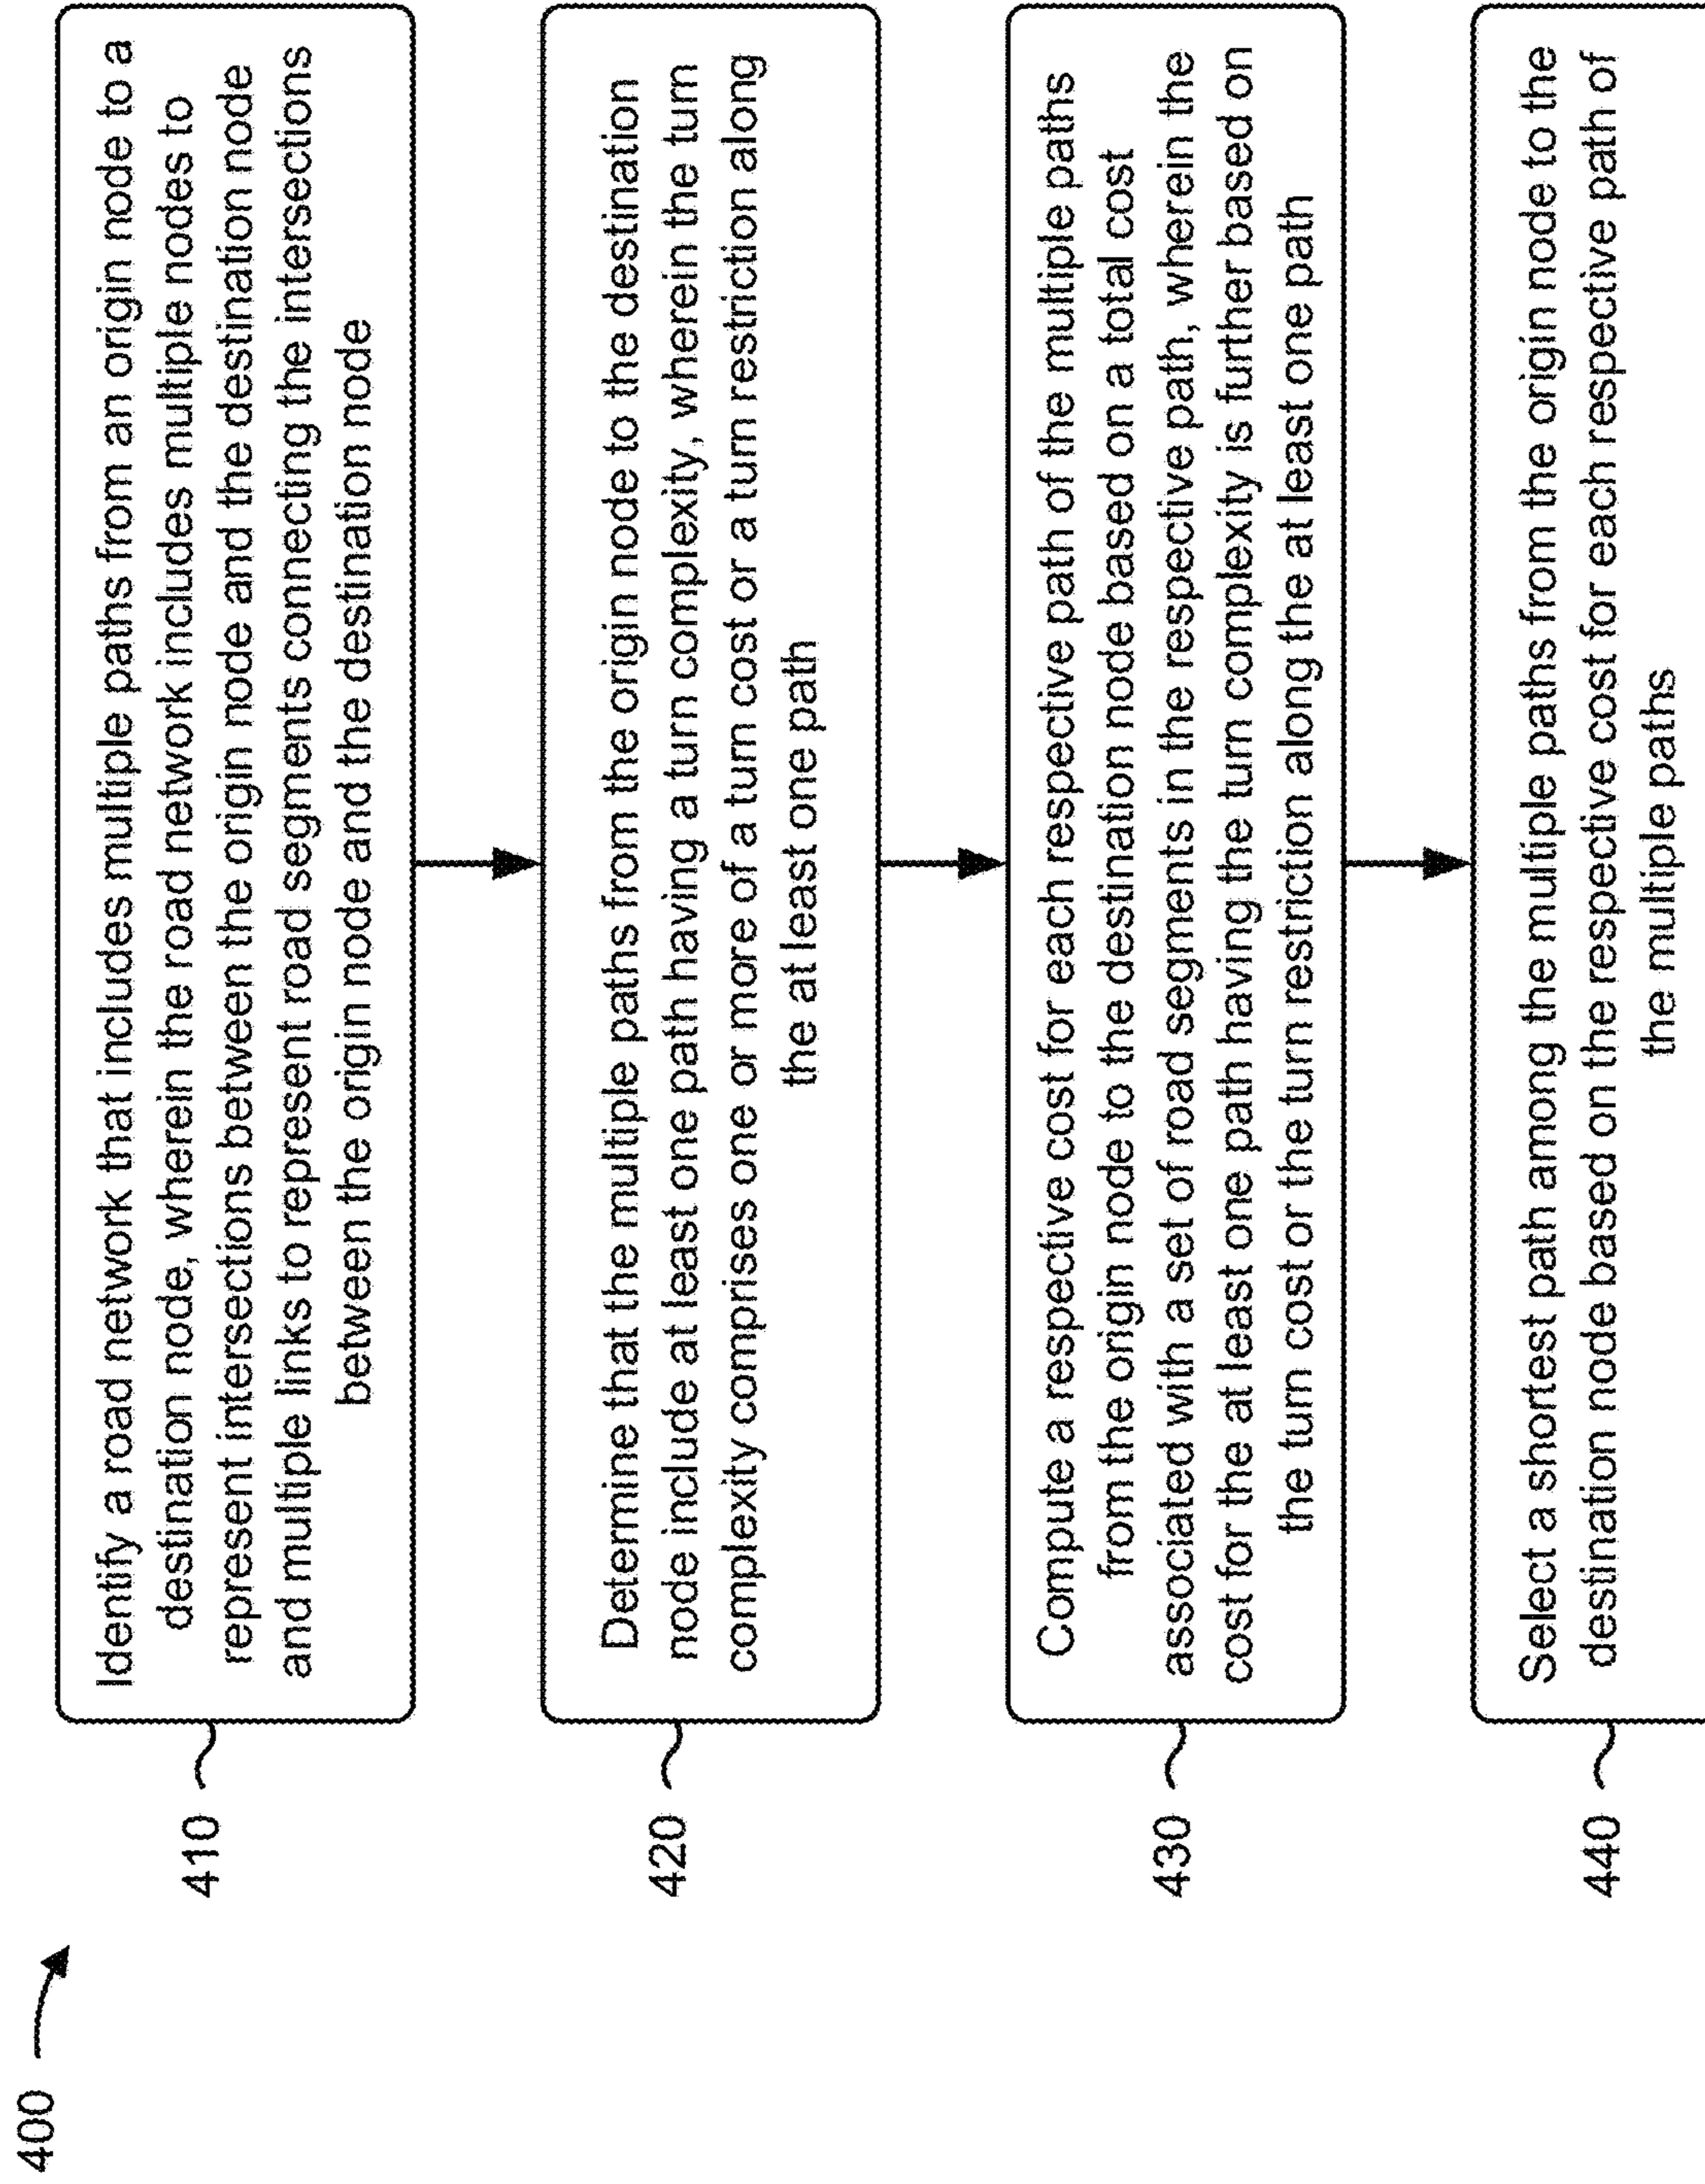 400
410
Identify a road network that includes multiple paths from an origin node to a
destination node, wherein the road network includes multiple nodes to
represent intersections between the origin node and the destination node
and multiple links to represent road segments connecting the intersections
between the origin node and the destination node
420
Determine that the multiple paths from the origin node to the destination
node include at least one path having a turn complexity, wherein the turn
complexity comprises one or more of a turn cost or a turn restriction along
the at least one path
430
Compute a respective cost for each respective path of the multiple paths
from the origin node to the destination node based on a total cost
associated with a set of road segments in the respective path, wherein the
cost for the at least one path having the turn complexity is further based on
the turn cost or the turn restriction along the at least one path
440
Select a shortest path among the multiple paths from the origin node to the
destination node based on the respective cost for each respective path of
the multiple paths